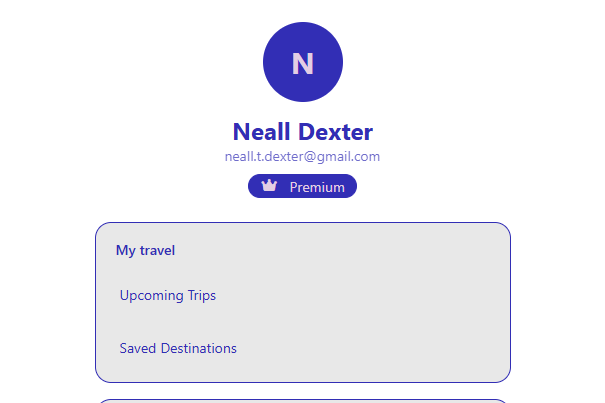 N
Neall Dexter
neall.t.dexter@gmail.com
Premium
My travel
Upcoming Trips
Saved Destinations